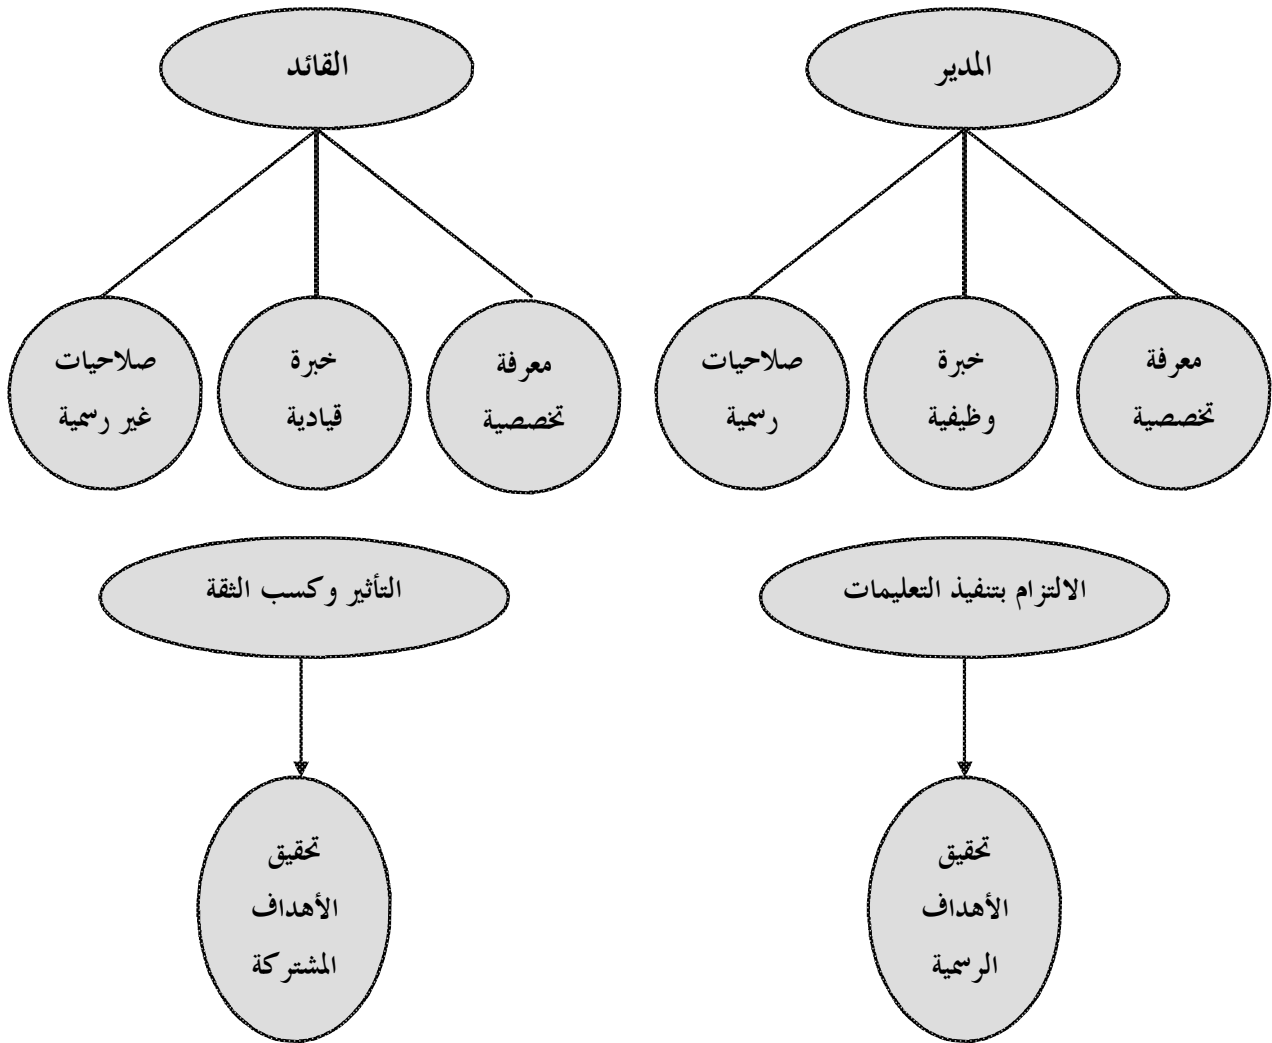 المدير
القائد
معرفة
تخصصية
خبرة
وظيفية
صلاحيات
رسمية
معرفة
تخصصية
خبرة
قيادية
صلاحيات
غير رسمية
الالتزام بتنفيذ التعليمات
التأثير وكسب الثقة
تحقيق
الأهداف
الرسمية
تحقيق
الأهداف
المشتركة